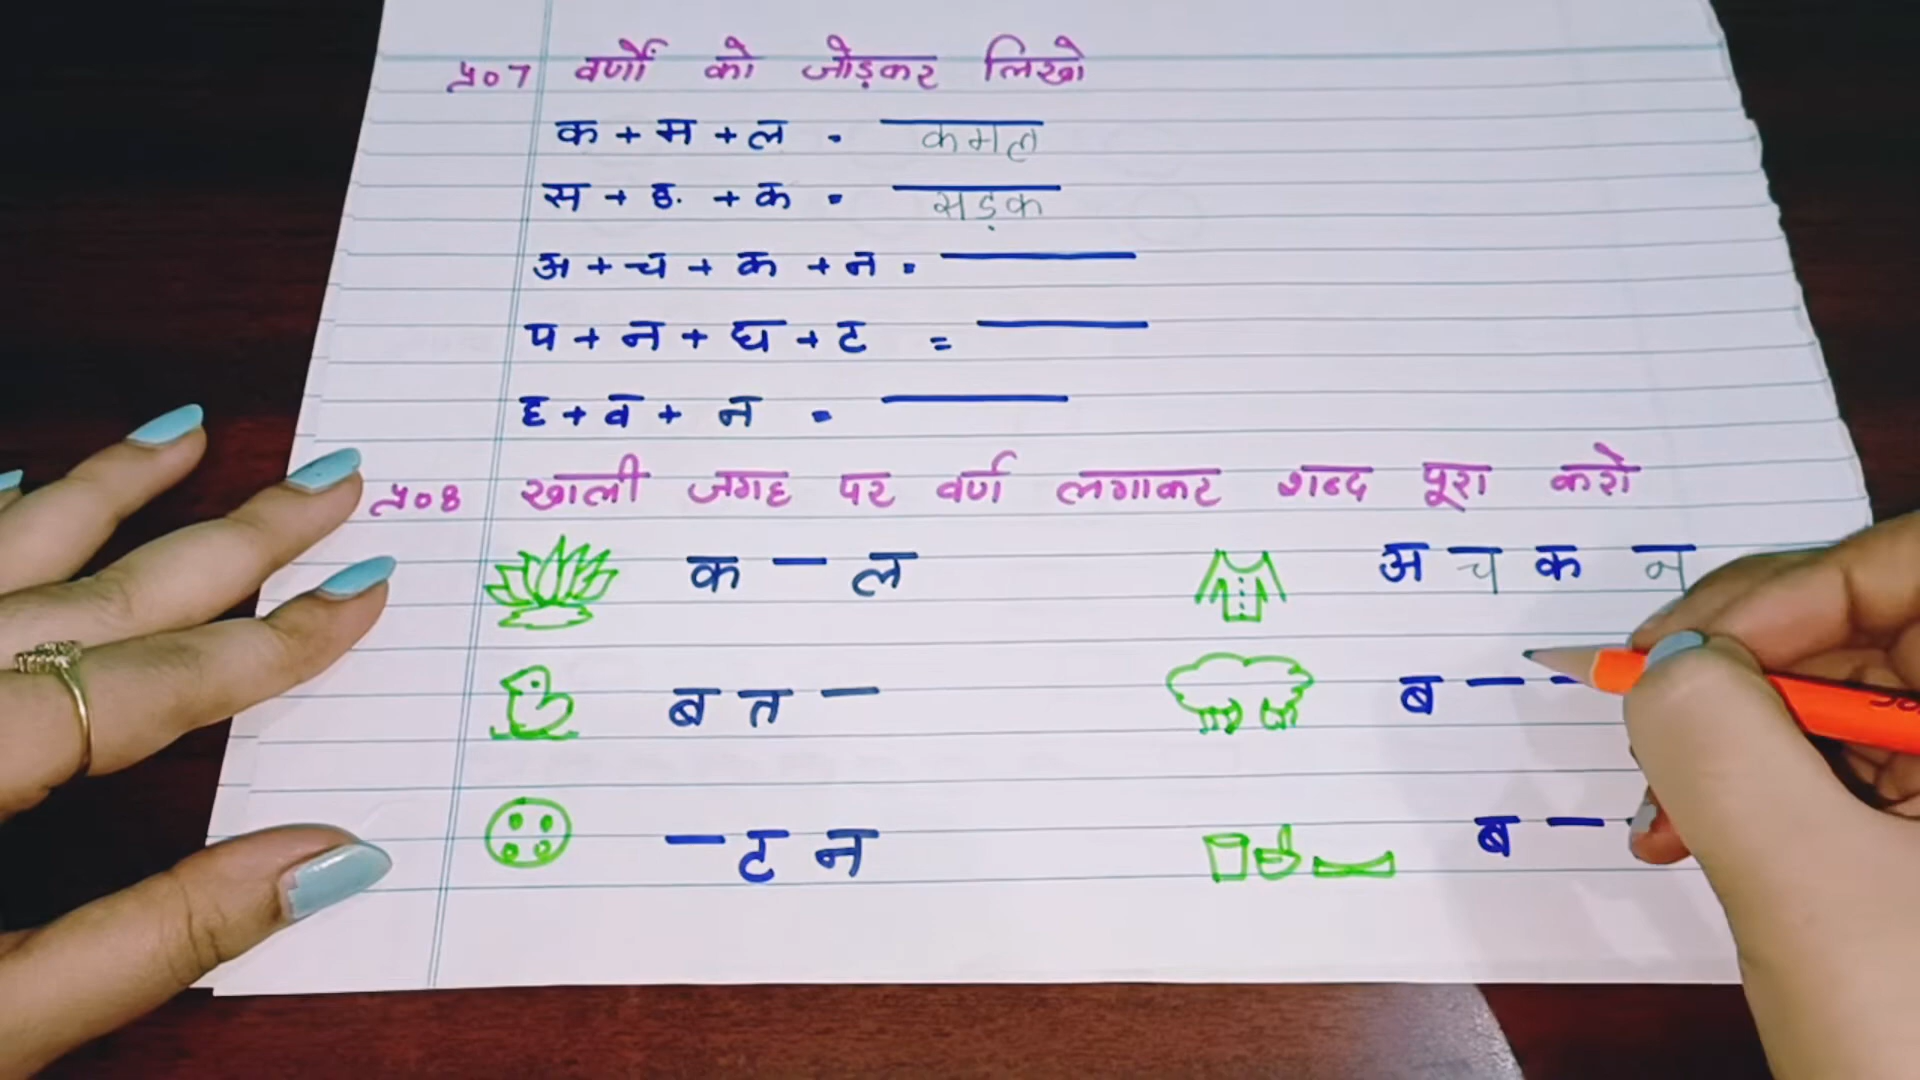 प्र०7 वर्णों को जोड़कर लिखो
क + म + ल = कमल
स + ड़ + क = सड़क
अ + च + क + न =
प + न + घ + ट =
ह + व + न =
प्र०8 खाली जगह पर वर्ण लगाकर शब्द पूरा करो
क — ल अ च क न
ब त — ब — —
— ट न ब —